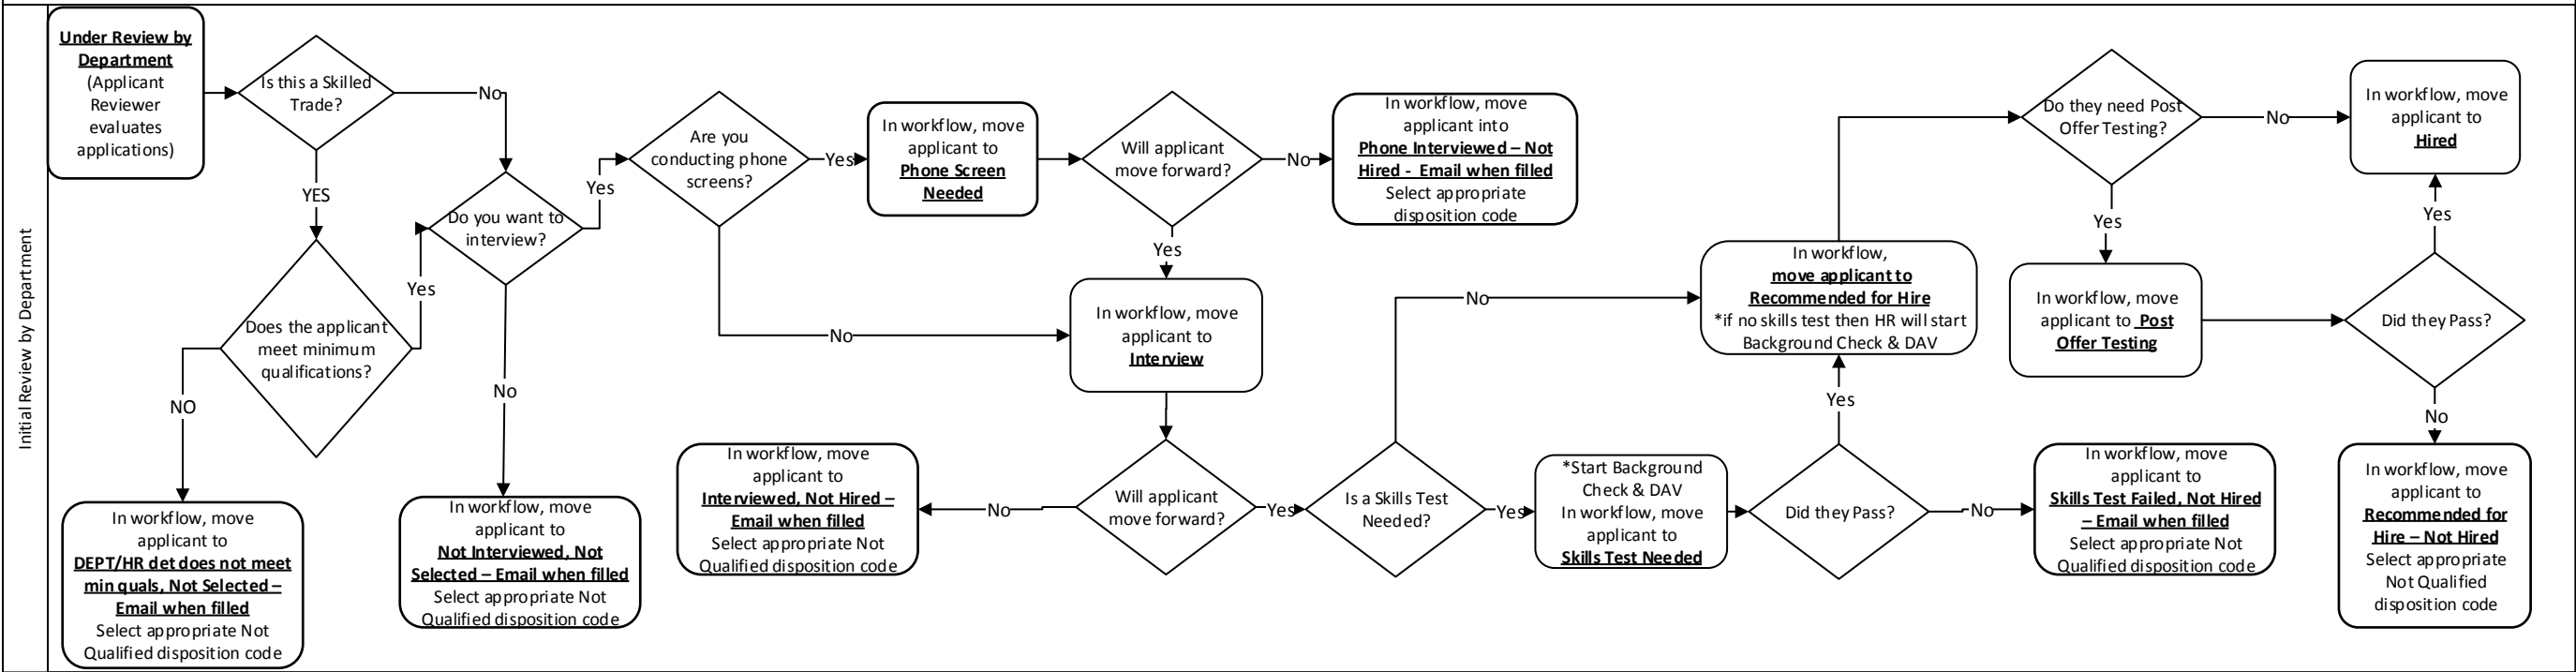 Initial Review by Department
Under Review by
Department
(Applicant
Reviewer
evaluates
applications)
Is this a Skilled
Trade?
No
YES
Does the applicant
meet minimum
qualifications?
Yes
NO
In workflow, move
applicant to
DEPT/HR det does not meet
min quals, Not Selected –
Email when filled
Select appropriate Not
Qualified disposition code
Do you want to
interview?
Yes
No
In workflow, move
applicant to
Not Interviewed, Not
Selected – Email when filled
Select appropriate Not
Qualified disposition code
Are you
conducting phone
screens?
Yes
No
In workflow, move
applicant to
Phone Screen
Needed
Will applicant
move forward?
No
In workflow, move
applicant into
Phone Interviewed – Not
Hired - Email when filled
Select appropriate
disposition code
Yes
In workflow, move
applicant to
Interview
Will applicant
move forward?
No
In workflow, move
applicant to
Interviewed, Not Hired –
Email when filled
Select appropriate Not
Qualified disposition code
Yes
Is a Skills Test
Needed?
No
Yes
*Start Background
Check & DAV
In workflow, move
applicant to
Skills Test Needed
Did they Pass?
Yes
No
In workflow, move
applicant to
Skills Test Failed, Not Hired
– Email when filled
Select appropriate Not
Qualified disposition code
In workflow,
move applicant to
Recommended for Hire
*if no skills test then HR will start
Background Check & DAV
Do they need Post
Offer Testing?
No
In workflow, move
applicant to
Hired
Yes
In workflow, move
applicant to Post
Offer Testing
Did they Pass?
Yes
No
In workflow, move
applicant to
Recommended for
Hire – Not Hired
Select appropriate
Not Qualified
disposition code